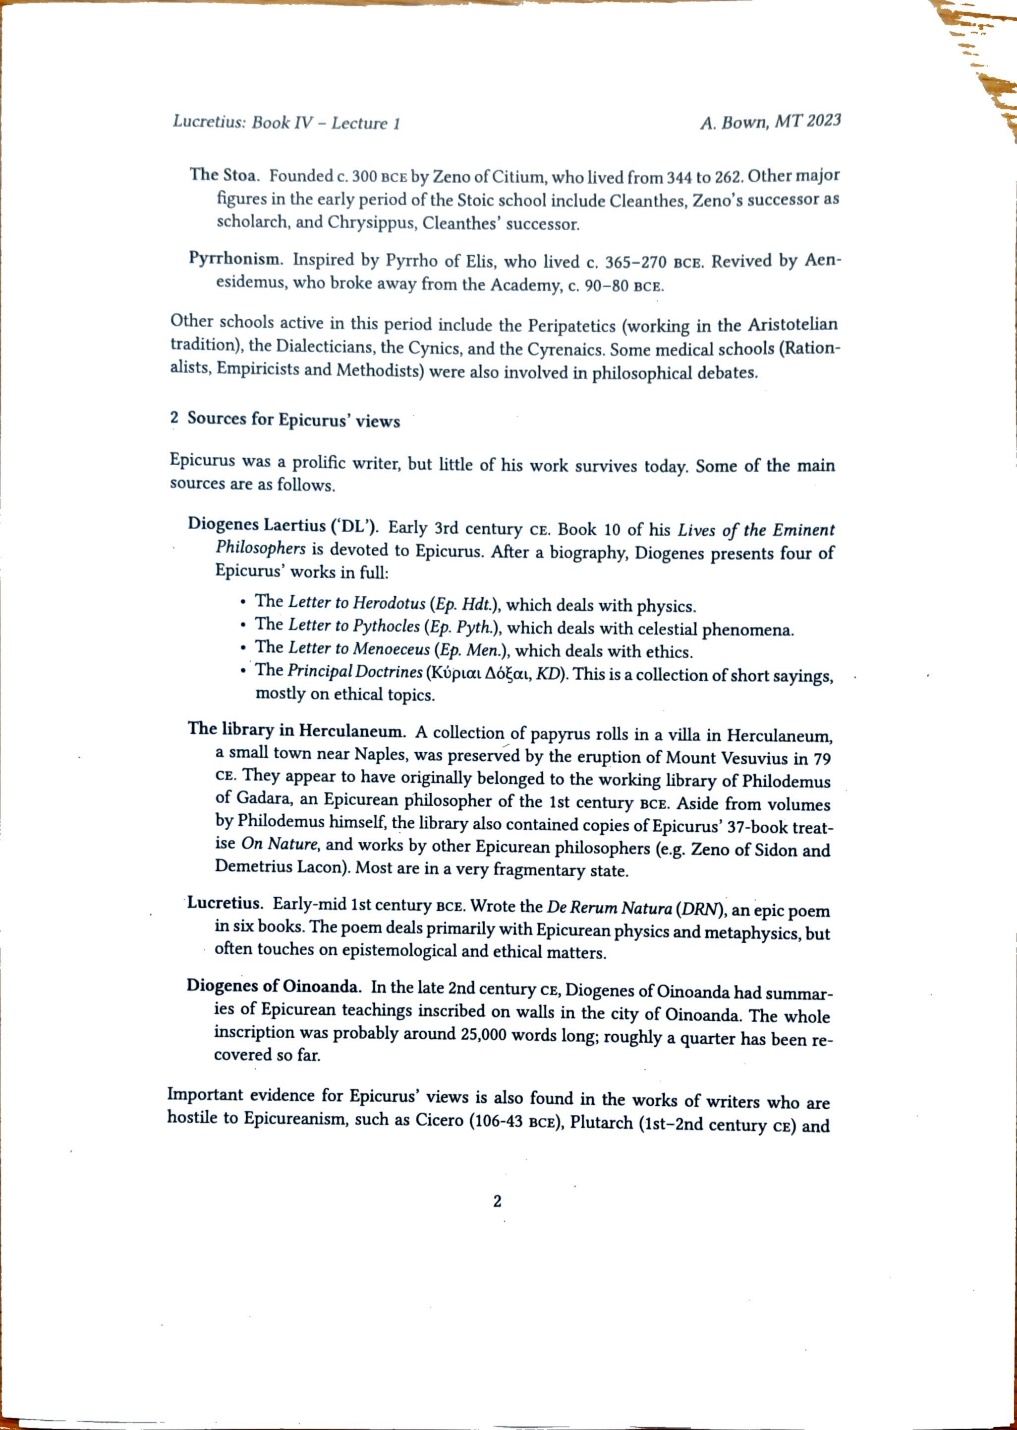 Lucretius: Book IV – Lecture 1
A. Bown, MT 2023
The Stoa. Founded c. 300 BCE by Zeno of Citium, who lived from 344 to 262. Other major
figures in the early period of the Stoic school include Cleanthes, Zeno's successor as
scholarch, and Chrysippus, Cleanthes' successor.
Pyrrhonism. Inspired by Pyrrho of Elis, who lived c. 365–270 BCE. Revived by Aen-
esidemus, who broke away from the Academy, c. 90–80 BCE.
Other schools active in this period include the Peripatetics (working in the Aristotelian
tradition), the Dialecticians, the Cynics, and the Cyrenaics. Some medical schools (Ration-
alists, Empiricists and Methodists) were also involved in philosophical debates.
2 Sources for Epicurus' views
Epicurus was a prolific writer, but little of his work survives today. Some of the main
sources are as follows.
Diogenes Laertius ('DL'). Early 3rd century CE. Book 10 of his Lives of the Eminent
Philosophers is devoted to Epicurus. After a biography, Diogenes presents four of
Epicurus' works in full:
• The Letter to Herodotus (Ep. Hdt.), which deals with physics.
• The Letter to Pythocles (Ep. Pyth.), which deals with celestial phenomena.
• The Letter to Menoeceus (Ep. Men.), which deals with ethics.
• The Principal Doctrines (Κύριαι Δόξαι, KD). This is a collection of short sayings,
mostly on ethical topics.
The library in Herculaneum. A collection of papyrus rolls in a villa in Herculaneum,
a small town near Naples, was preserved by the eruption of Mount Vesuvius in 79
CE. They appear to have originally belonged to the working library of Philodemus
of Gadara, an Epicurean philosopher of the 1st century BCE. Aside from volumes
by Philodemus himself, the library also contained copies of Epicurus' 37-book treat-
ise On Nature, and works by other Epicurean philosophers (e.g. Zeno of Sidon and
Demetrius Lacon). Most are in a very fragmentary state.
Lucretius. Early-mid 1st century BCE. Wrote the De Rerum Natura (DRN), an epic poem
in six books. The poem deals primarily with Epicurean physics and metaphysics, but
often touches on epistemological and ethical matters.
Diogenes of Oinoanda. In the late 2nd century CE, Diogenes of Oinoanda had summar-
ies of Epicurean teachings inscribed on walls in the city of Oinoanda. The whole
inscription was probably around 25,000 words long; roughly a quarter has been re-
covered so far.
Important evidence for Epicurus' views is also found in the works of writers who are
hostile to Epicureanism, such as Cicero (106-43 BCE), Plutarch (1st–2nd century CE) and
2